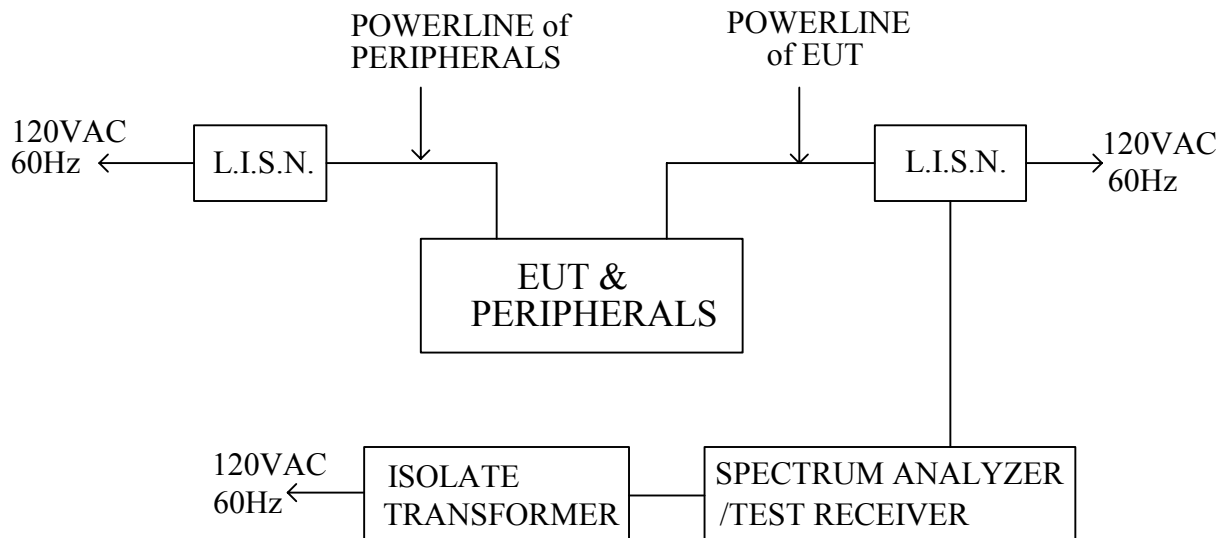 POWERLINE of
PERIPHERALS
POWERLINE
of EUT
120VAC
60Hz
L.I.S.N.
L.I.S.N.
120VAC
60Hz
EUT &
PERIPHERALS
120VAC
60Hz
ISOLATE
TRANSFORMER
SPECTRUM ANALYZER
/TEST RECEIVER